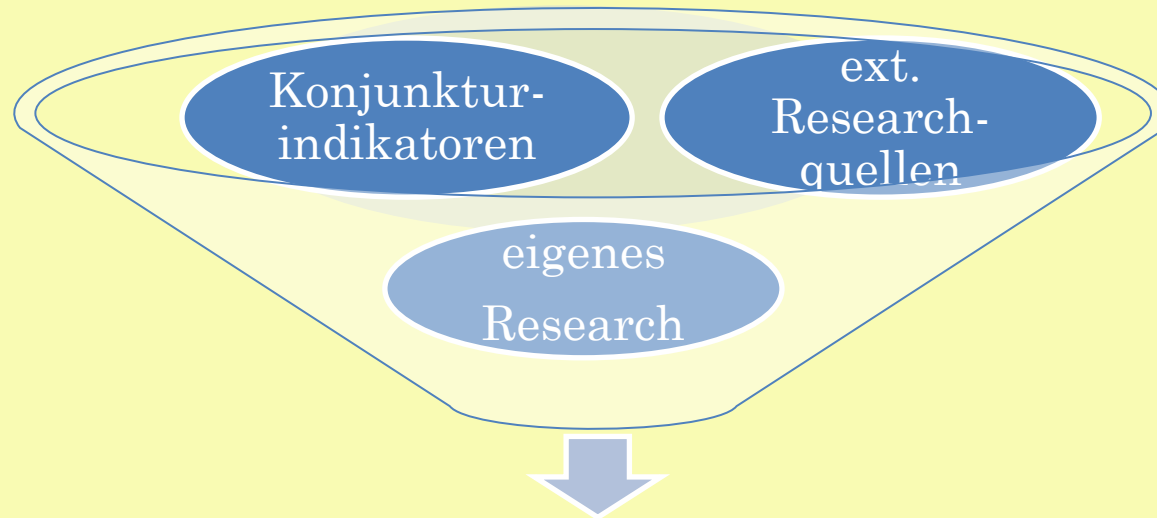 Konjunktur-
indikatoren
ext.
Research-
quellen
eigenes
Research